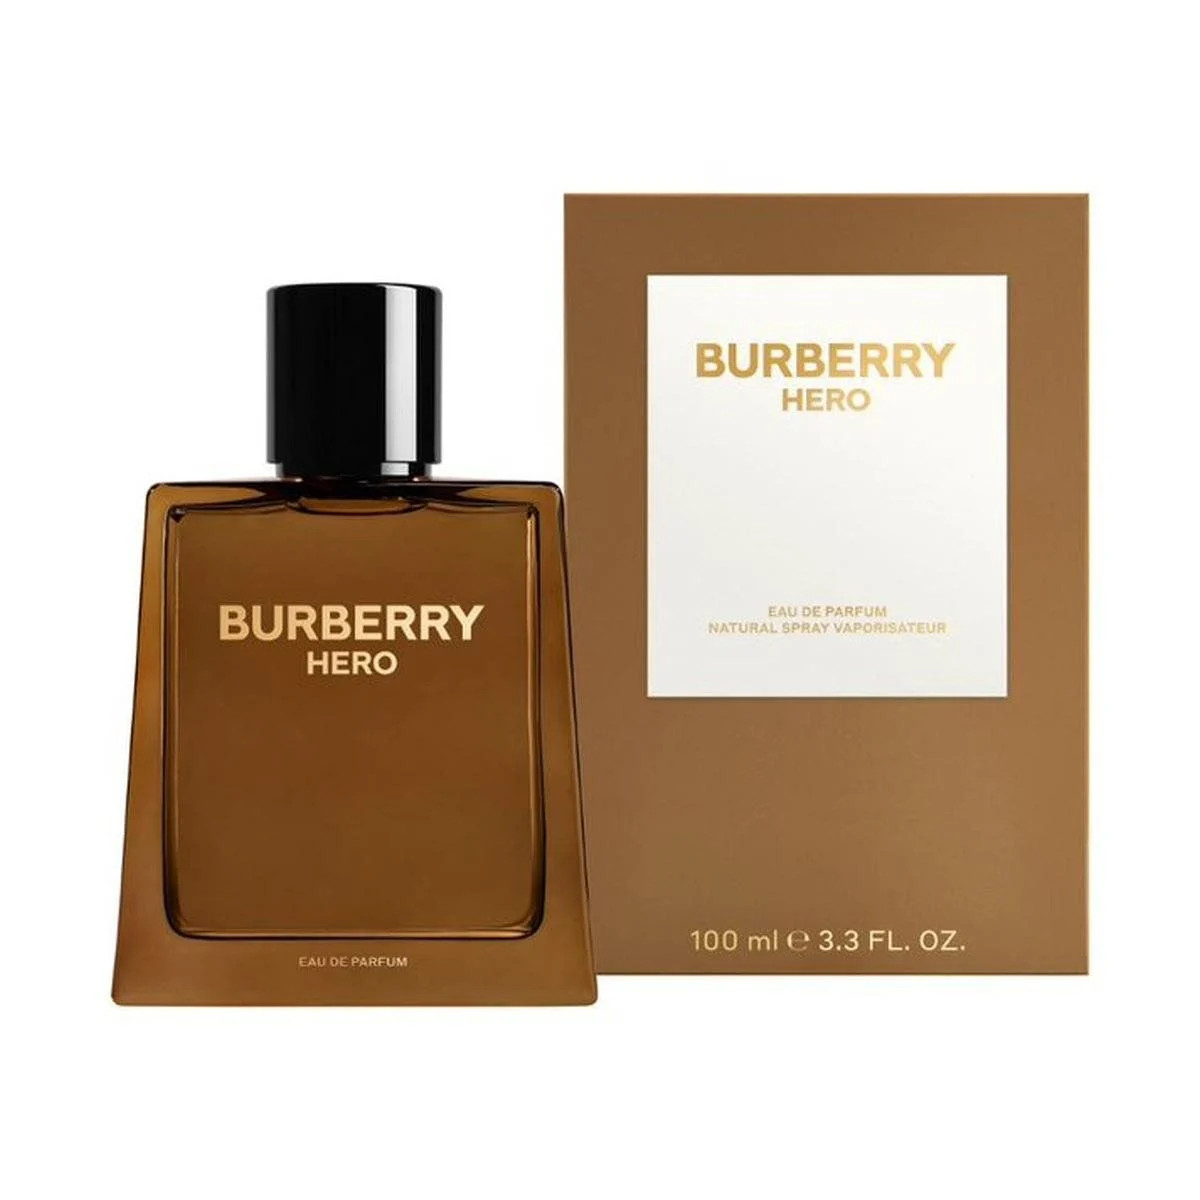 BURBERRY
HERO
EAU DE PARFUM
BURBERRY
HERO
EAU DE PARFUM
NATURAL SPRAY VAPORISATEUR
100 ml ℮ 3.3 FL. OZ.